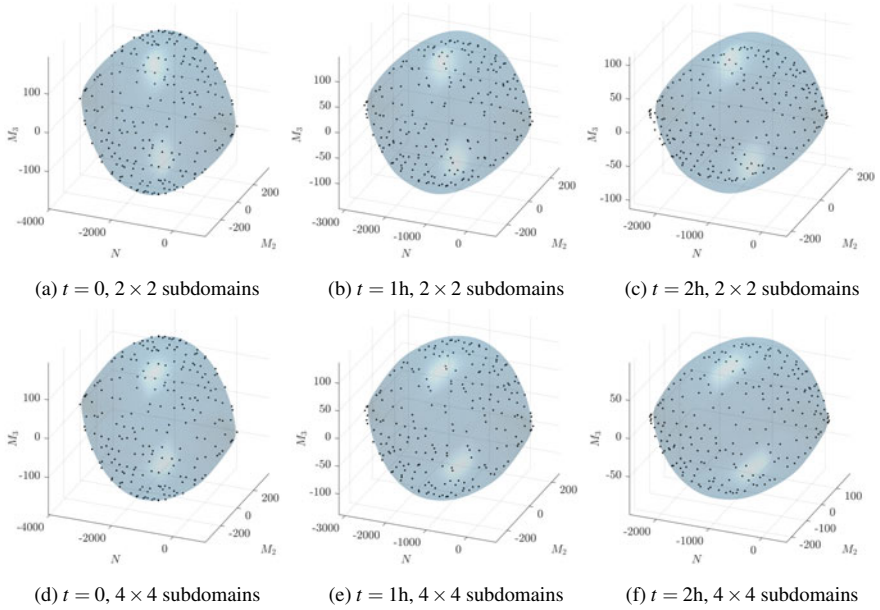 100
0
-100
M₃
-4000
-2000
0
N
-200
0
200
M₂
100
50
0
-50
-100
M₃
-3000
-2000
-1000
0
N
-200
0
200
M₂
100
50
0
-50
-100
M₃
-2000
-1000
0
N
-200
0
200
M₂
(a) t = 0, 2 × 2 subdomains
(b) t = 1h, 2 × 2 subdomains
(c) t = 2h, 2 × 2 subdomains
100
0
-100
M₃
-4000
-2000
0
N
-200
0
200
M₂
100
50
0
-50
-100
M₃
-3000
-2000
-1000
0
N
-200
0
200
M₂
50
0
-50
M₃
-2000
-1000
0
N
-200
-100
0
100
M₂
(d) t = 0, 4 × 4 subdomains
(e) t = 1h, 4 × 4 subdomains
(f) t = 2h, 4 × 4 subdomains